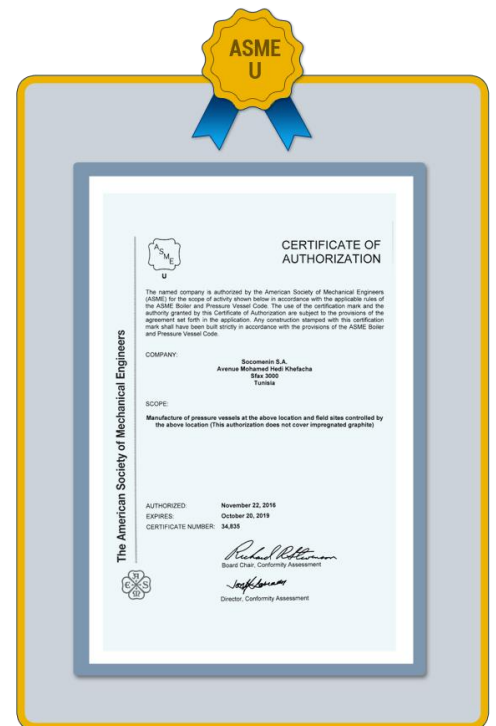 ASME
U
ASME
U
CERTIFICATE OF
AUTHORIZATION
The named company is authorized by the American Society of Mechanical Engineers
(ASME) for the scope of activity shown below in accordance with the applicable rules of
the ASME Boiler and Pressure Vessel Code. The use of the certification mark and the
authority granted by this Certificate of Authorization are subject to the provisions of the
agreement set forth in the application. Any construction stamped with this certification
mark shall have been built strictly in accordance with the provisions of the ASME Boiler
and Pressure Vessel Code.
COMPANY:
Socomenin S.A.
Avenue Mohamed Hedi Khefacha
Sfax 3000
Tunisia
SCOPE:
Manufacture of pressure vessels at the above location and field sites controlled by
the above location (This authorization does not cover impregnated graphite)
AUTHORIZED: November 22, 2016
EXPIRES: October 20, 2019
CERTIFICATE NUMBER: 34,835
Board Chair, Conformity Assessment
Director, Conformity Assessment
The American Society of Mechanical Engineers